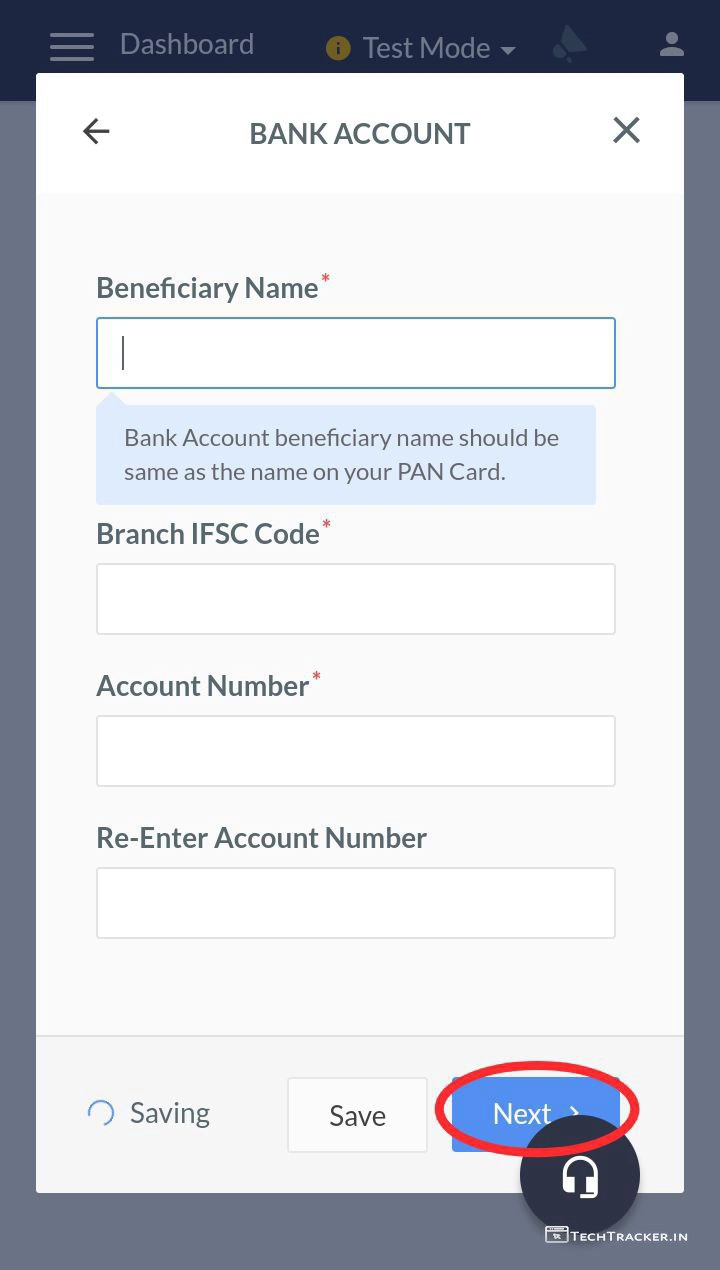 Dashboard
Test Mode
BANK ACCOUNT
Beneficiary Name*
Bank Account beneficiary name should be
same as the name on your PAN Card.
Branch IFSC Code*
Account Number*
Re-Enter Account Number
Saving
Save
Next
TECHTRACKER.IN